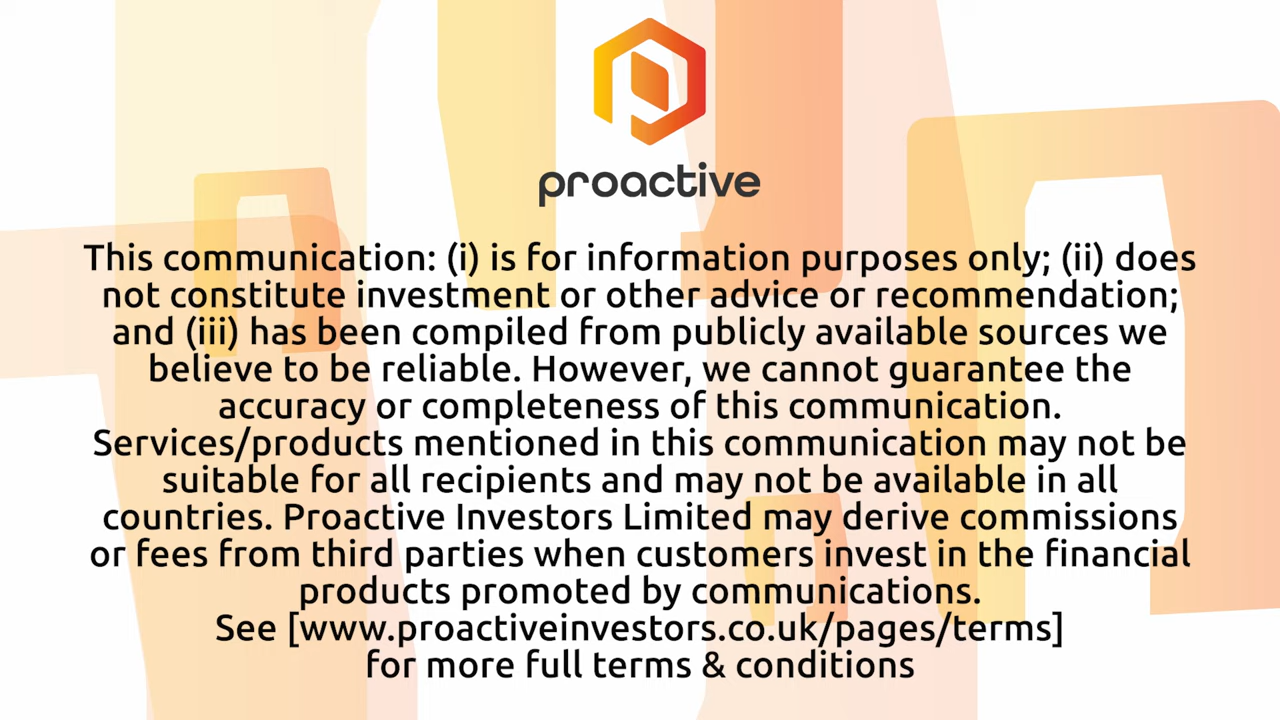 proactive
This communication: (i) is for information purposes only; (ii) does
not constitute investment or other advice or recommendation;
and (iii) has been compiled from publicly available sources we
believe to be reliable. However, we cannot guarantee the
accuracy or completeness of this communication.
Services/products mentioned in this communication may not be
suitable for all recipients and may not be available in all
countries. Proactive Investors Limited may derive commissions
or fees from third parties when customers invest in the financial
products promoted by communications.
See [www.proactiveinvestors.co.uk/pages/terms]
for more full terms & conditions